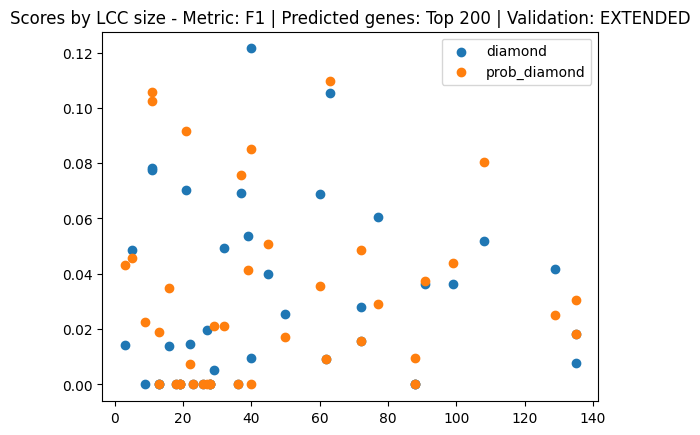 Scores by LCC size - Metric: F1 | Predicted genes: Top 200 | Validation: EXTENDED
diamond
prob_diamond
0.12
0.10
0.08
0.06
0.04
0.02
0.00
0 20 40 60 80 100 120 140